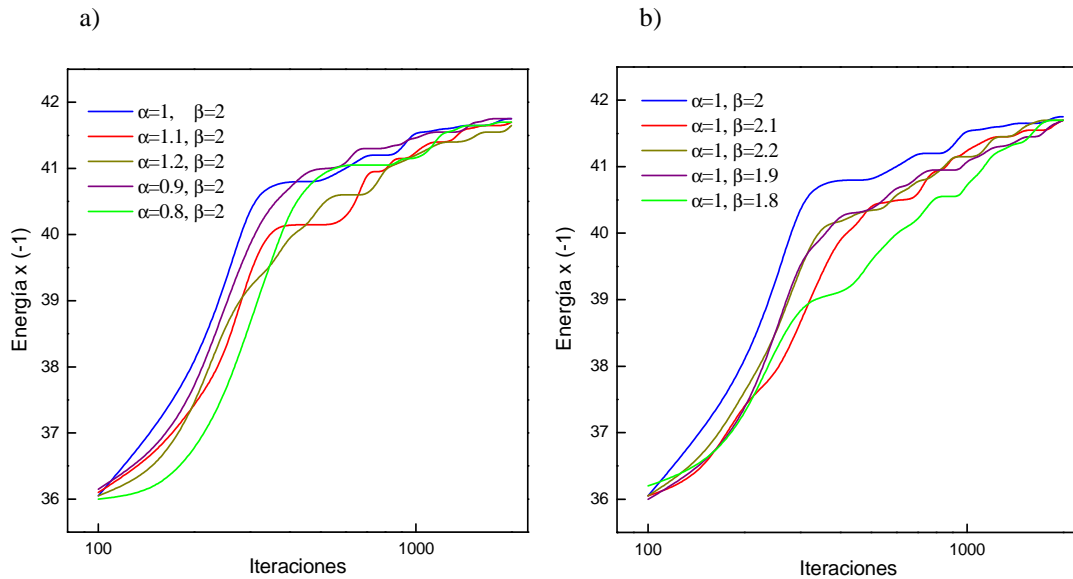 a)
b)
42
41
40
39
38
37
36
Energía x (-1)
α=1, β=2
α=1.1, β=2
α=1.2, β=2
α=0.9, β=2
α=0.8, β=2
100
1000
Iteraciones
42
41
40
39
38
37
36
Energía x (-1)
α=1, β=2
α=1, β=2.1
α=1, β=2.2
α=1, β=1.9
α=1, β=1.8
100
1000
Iteraciones